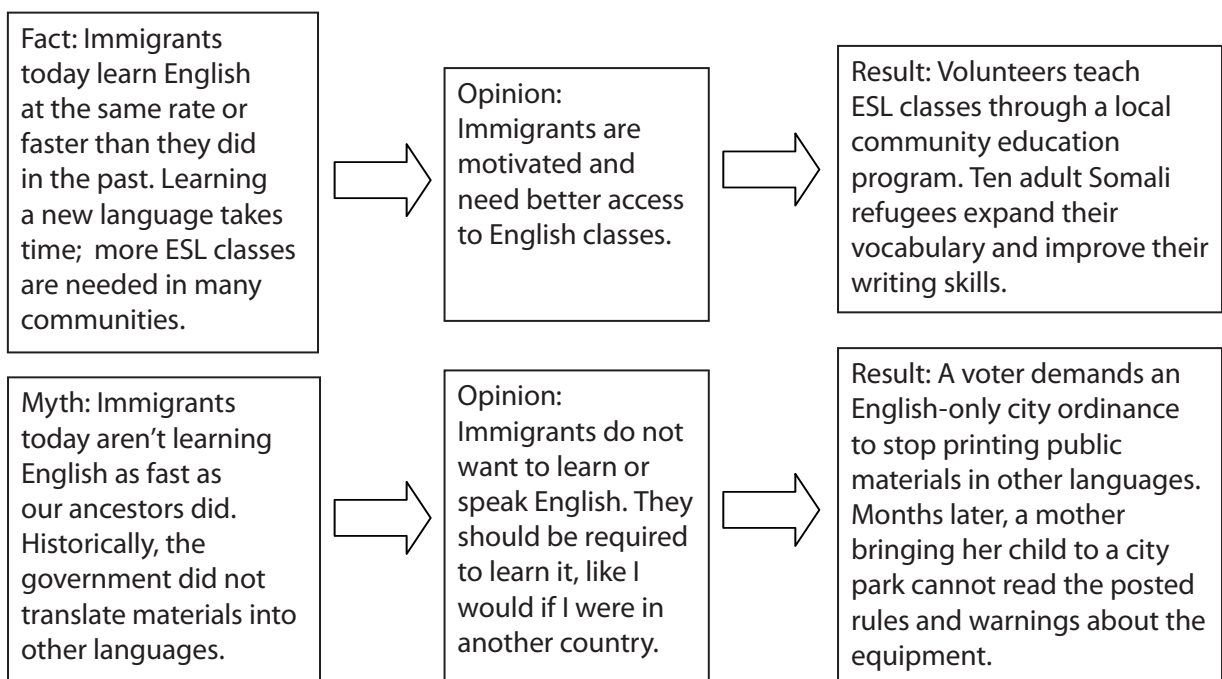 Fact: Immigrants
today learn English
at the same rate or
faster than they did
in the past. Learning
a new language takes
time;  more ESL classes
are needed in many
communities.
Opinion:
Immigrants are
motivated and
need better access
to English classes.
Result: Volunteers teach
ESL classes through a local
community education
program. Ten adult Somali
refugees expand their
vocabulary and improve their
writing skills.
Myth: Immigrants
today aren’t learning
English as fast as
our ancestors did.
Historically, the
government did not
translate materials into
other languages.
Opinion:
Immigrants do not
want to learn or
speak English. They
should be required
to learn it, like I
would if I were in
another country.
Result: A voter demands an
English-only city ordinance
to stop printing public
materials in other languages.
Months later, a mother
bringing her child to a city
park cannot read the posted
rules and warnings about the
equipment.